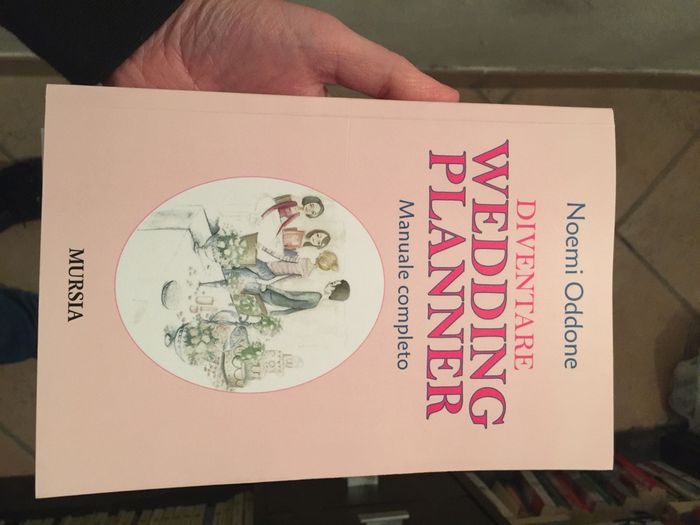 Noemi Oddone
DIVENTARE
WEDDING
PLANNER
Manuale completo
MURSIA